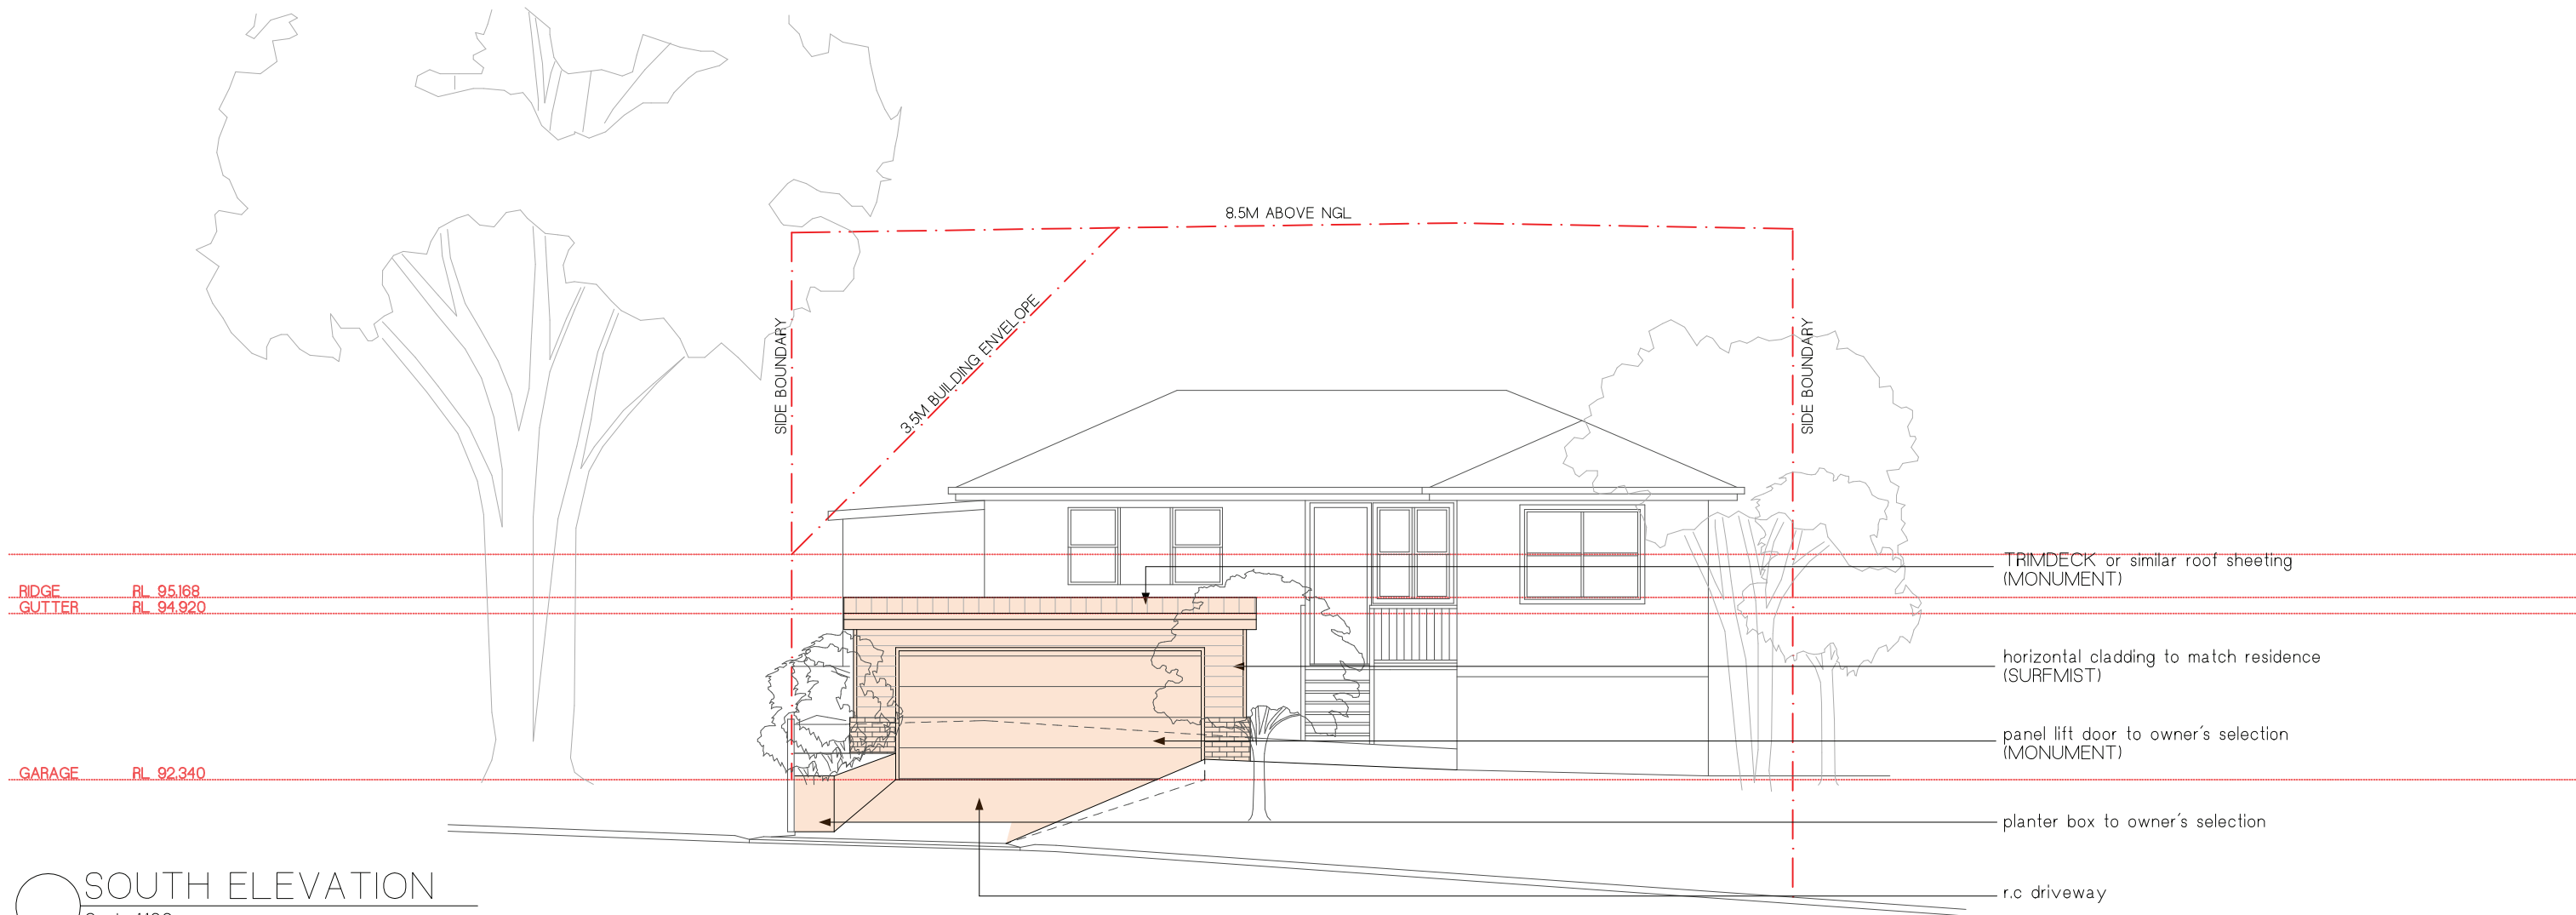 8.5M ABOVE NGL
SIDE BOUNDARY
3.5M BUILDING ENVELOPE
SIDE BOUNDARY
TRIMDECK or similar roof sheeting
(MONUMENT)
RIDGE RL 95.168
GUTTER RL 94.920
horizontal cladding to match residence
(SURFMIST)
panel lift door to owner's selection
(MONUMENT)
GARAGE RL 92.340
planter box to owner's selection
SOUTH ELEVATION
r.c driveway